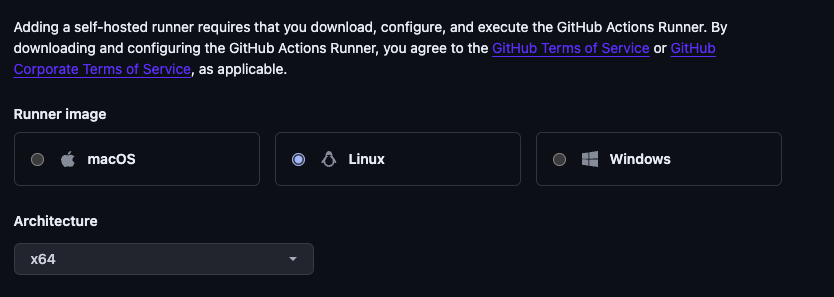 Adding a self-hosted runner requires that you download, configure, and execute the GitHub Actions Runner. By
downloading and configuring the GitHub Actions Runner, you agree to the GitHub Terms of Service or GitHub
Corporate Terms of Service, as applicable.
Runner image
macOS
Linux
Windows
Architecture
x64